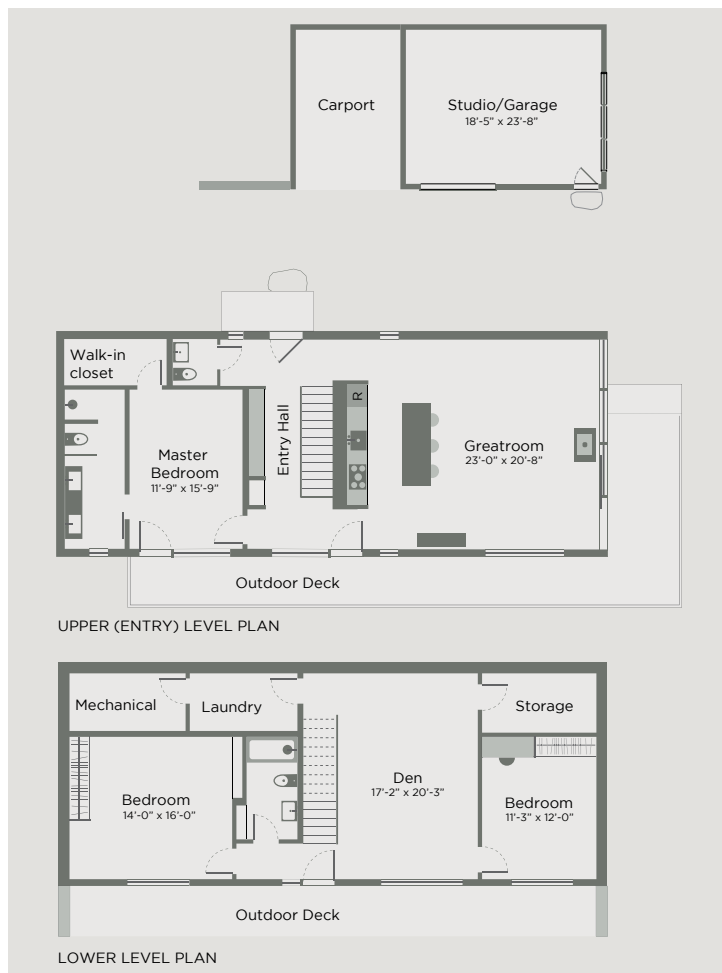 Carport
Studio/Garage
18'-5" x 23'-8"
Walk-in
closet
Master
Bedroom
11'-9" x 15'-9"
Entry Hall
R
Greatroom
23'-0" x 20'-8"
Outdoor Deck
UPPER (ENTRY) LEVEL PLAN
Mechanical
Laundry
Storage
Bedroom
14'-0" x 16'-0"
Den
17'-2" x 20'-3"
Bedroom
11'-3" x 12'-0"
Outdoor Deck
LOWER LEVEL PLAN